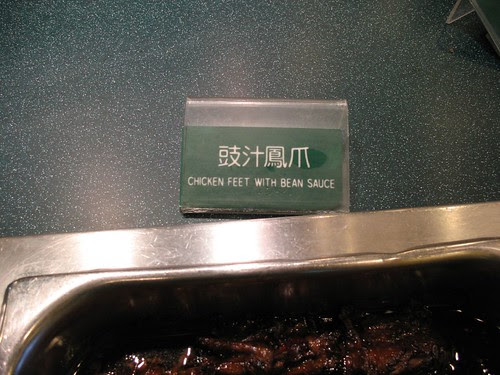 豉汁鳳爪
CHICKEN FEET WITH BEAN SAUCE